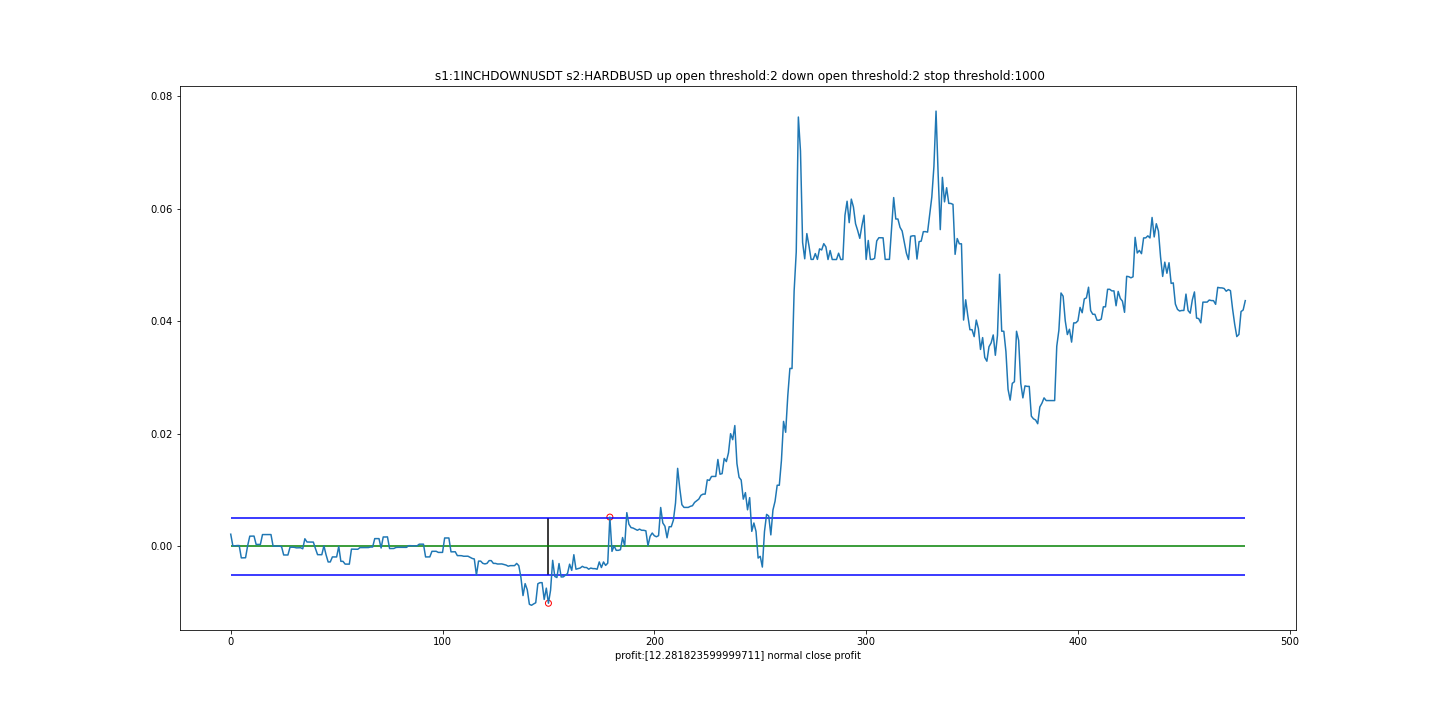 s1:1INCHDOWNUSDT s2:HARDBUSD up open threshold:2 down open threshold:2 stop threshold:1000
0.08
0.06
0.04
0.02
0.00
0 100 200 300 400 500
profit:[12.281823599999711] normal close profit